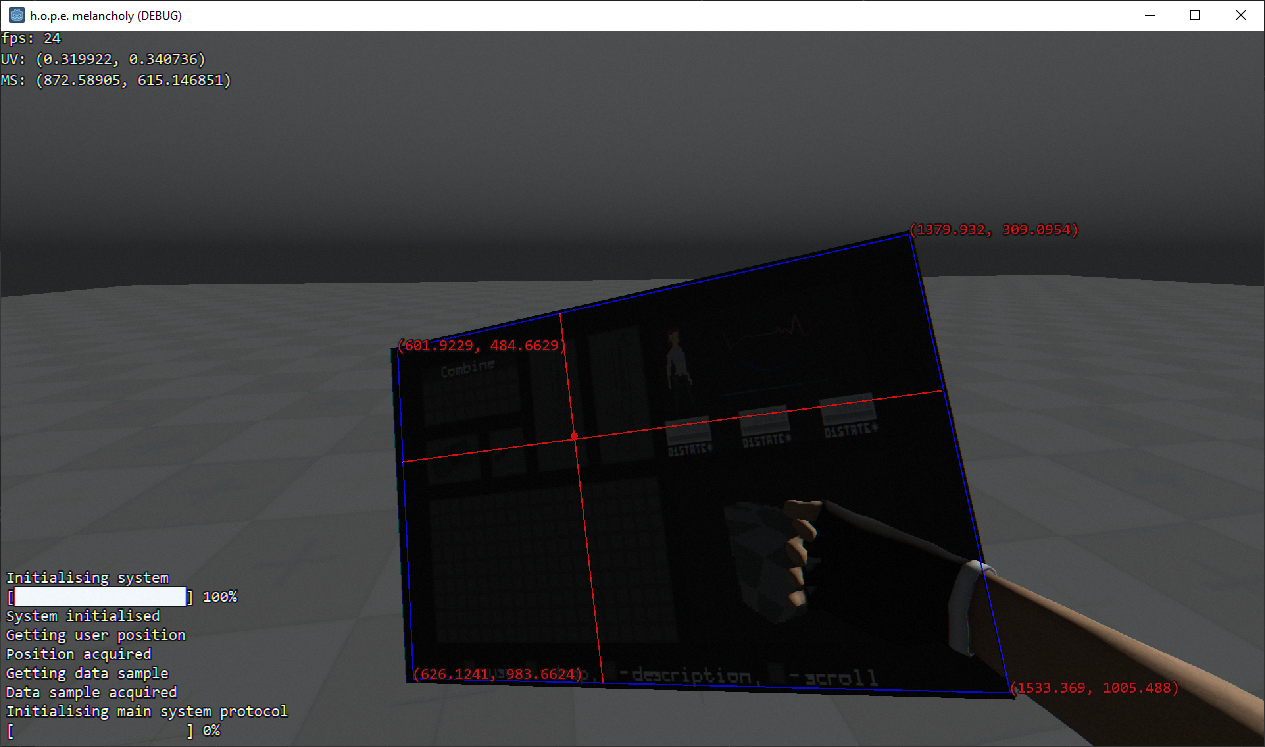 h.o.p.e. melancholy (DEBUG)
fps: 24
UV: (0.319922, 0.340736)
MS: (872.58905, 615.146851)
(1379.932, 309.0954)
(601.9229, 484.6629)
Combine
DISTATE*
DISTATE*
DISTATE*
Initialising system
[ ] 100%
System initialised
Getting user position
Position acquired
Getting data sample
Data sample acquired
Initialising main system protocol
[ ] 0%
(626.1241, 983.6624)
-description, -scroll
(1533.369, 1005.488)